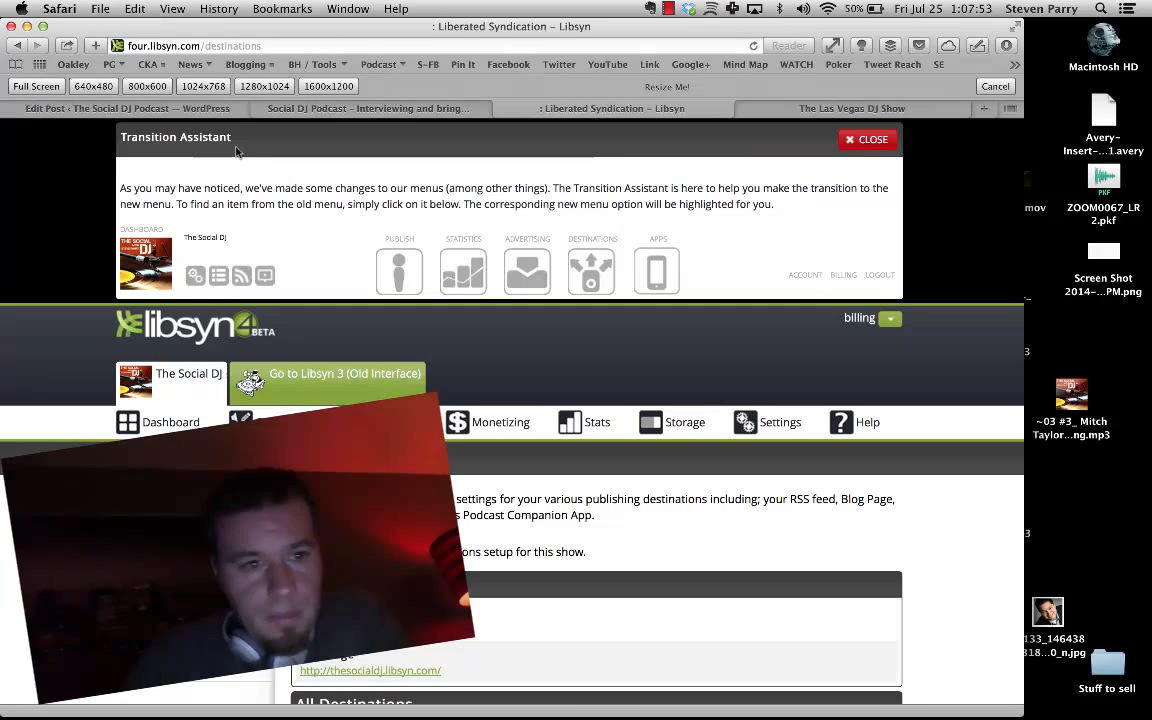 Safari File Edit View History Bookmarks Window Help 50% Fri Jul 25 1:07:53 Steven Parry
: Liberated Syndication – Libsyn
four.libsyn.com/destinations Reader
Oakley PG CKA = News Blogging BH / Tools Podcast S-FB Pin It Facebook Twitter YouTube Link Google+ Mind Map WATCH Poker Tweet Reach SE
Full Screen 640x480 800x600 1024x768 1280x1024 1600x1200 Resize Me! Cancel
Edit Post ‹ The Social DJ Podcast — WordPress Social DJ Podcast - Interviewing and bring... : Liberated Syndication – Libsyn The Las Vegas DJ Show
Transition Assistant
CLOSE
As you may have noticed, we've made some changes to our menus (among other things). The Transition Assistant is here to help you make the transition to the
new menu. To find an item from the old menu, simply click on it below. The corresponding new menu option will be highlighted for you.
DASHBOARD
The Social DJ
PUBLISH STATISTICS ADVERTISING DESTINATIONS APPS
ACCOUNT BILLING LOGOUT
THE SOCIAL
DJ
libsyn4 BETA
billing
The Social DJ
Go to Libsyn 3 (Old Interface)
Dashboard Monetizing Stats Storage Settings Help
settings for your various publishing destinations including; your RSS feed, Blog Page,
s Podcast Companion App.
ons setup for this show.
http://thesocialdj.libsyn.com/
All Destinations
Macintosh HD
Avery-
Insert-...1.avery
mov
PKF
ZOOM0067_LR
2.pkf
Screen Shot
2014-...PM.png
3
~03 #3_ Mitch
Taylor...ng.mp3
3
133_146438
318...0_n.jpg
Stuff to sell